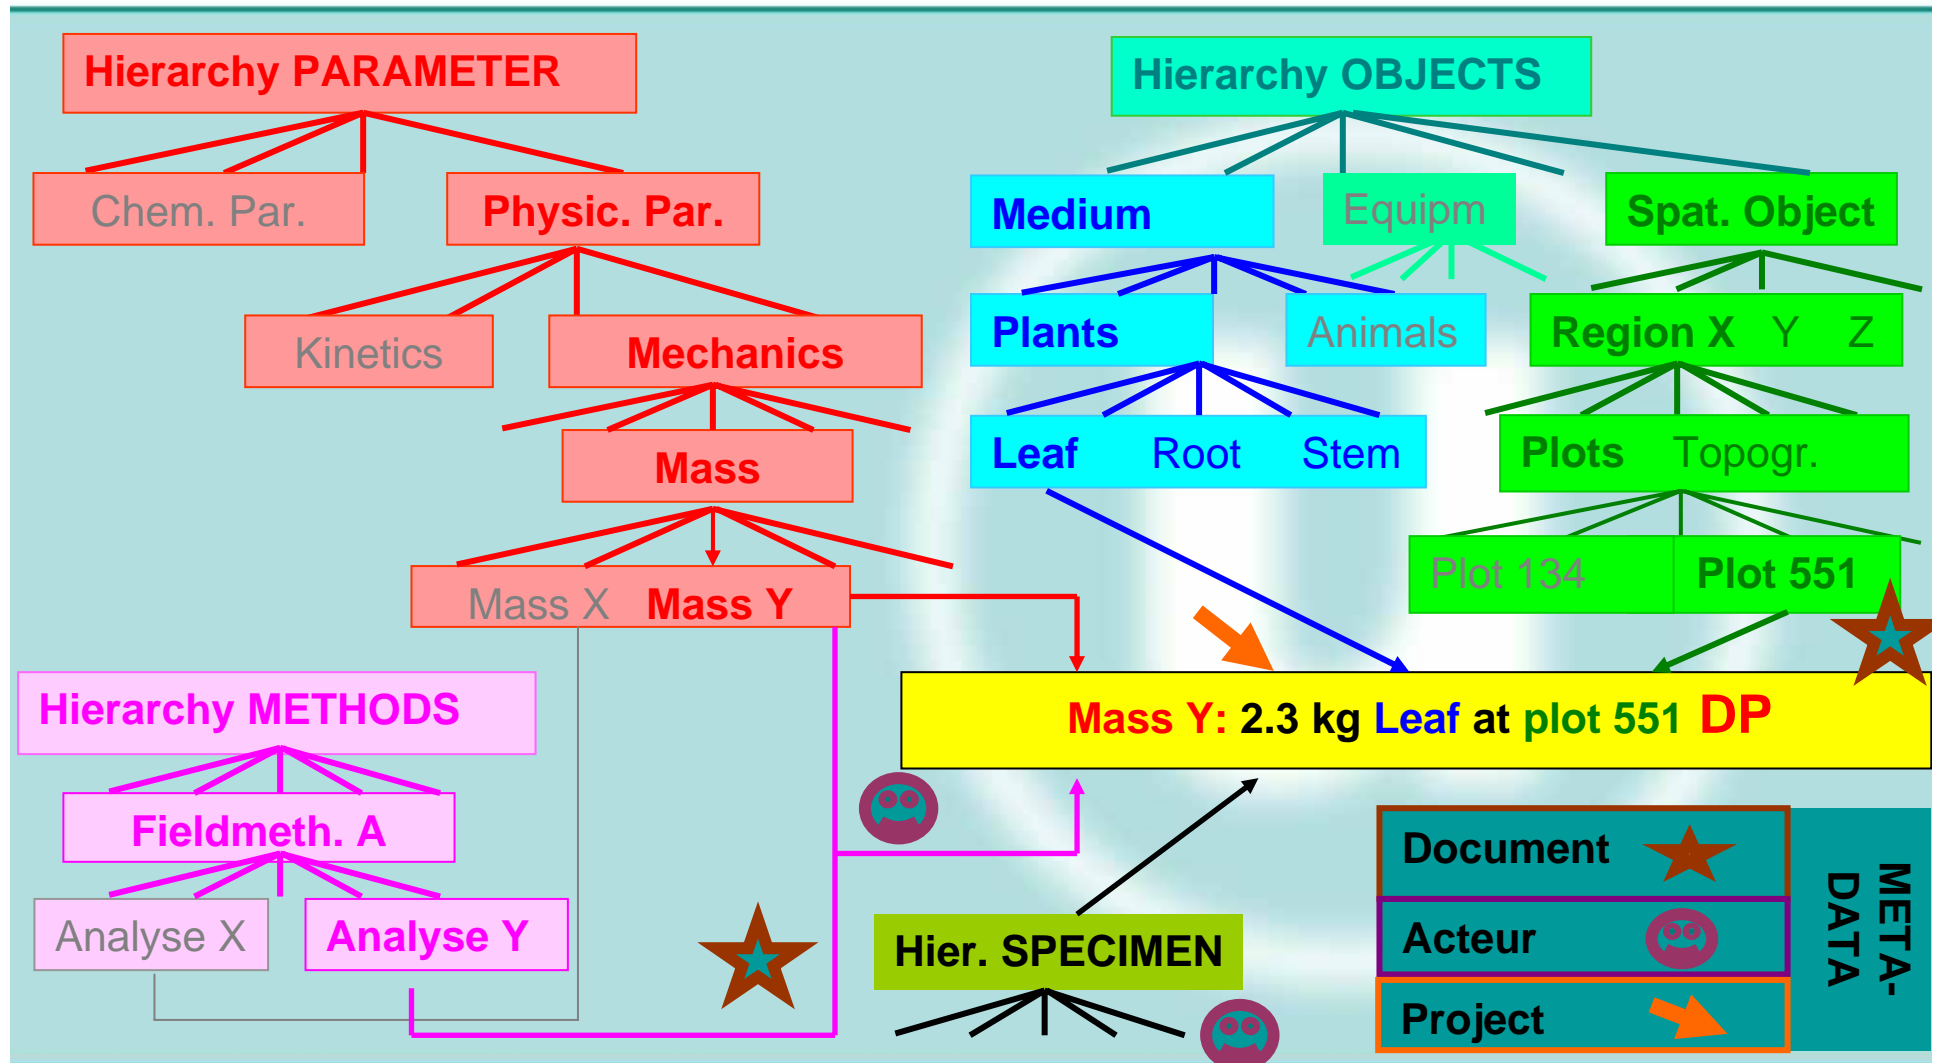 Hierarchy PARAMETER
Hierarchy OBJECTS
Chem. Par.
Physic. Par.
Medium
Equipm
Spat. Object
Kinetics
Mechanics
Plants
Animals
Region X Y Z
Mass
Leaf Root Stem
Plots Topogr.
Mass X Mass Y
Plot 134 Plot 551
Hierarchy METHODS
Mass Y: 2.3 kg Leaf at plot 551 DP
Fieldmeth. A
Analyse X
Analyse Y
Hier. SPECIMEN
Document
Acteur
Project
META-
DATA